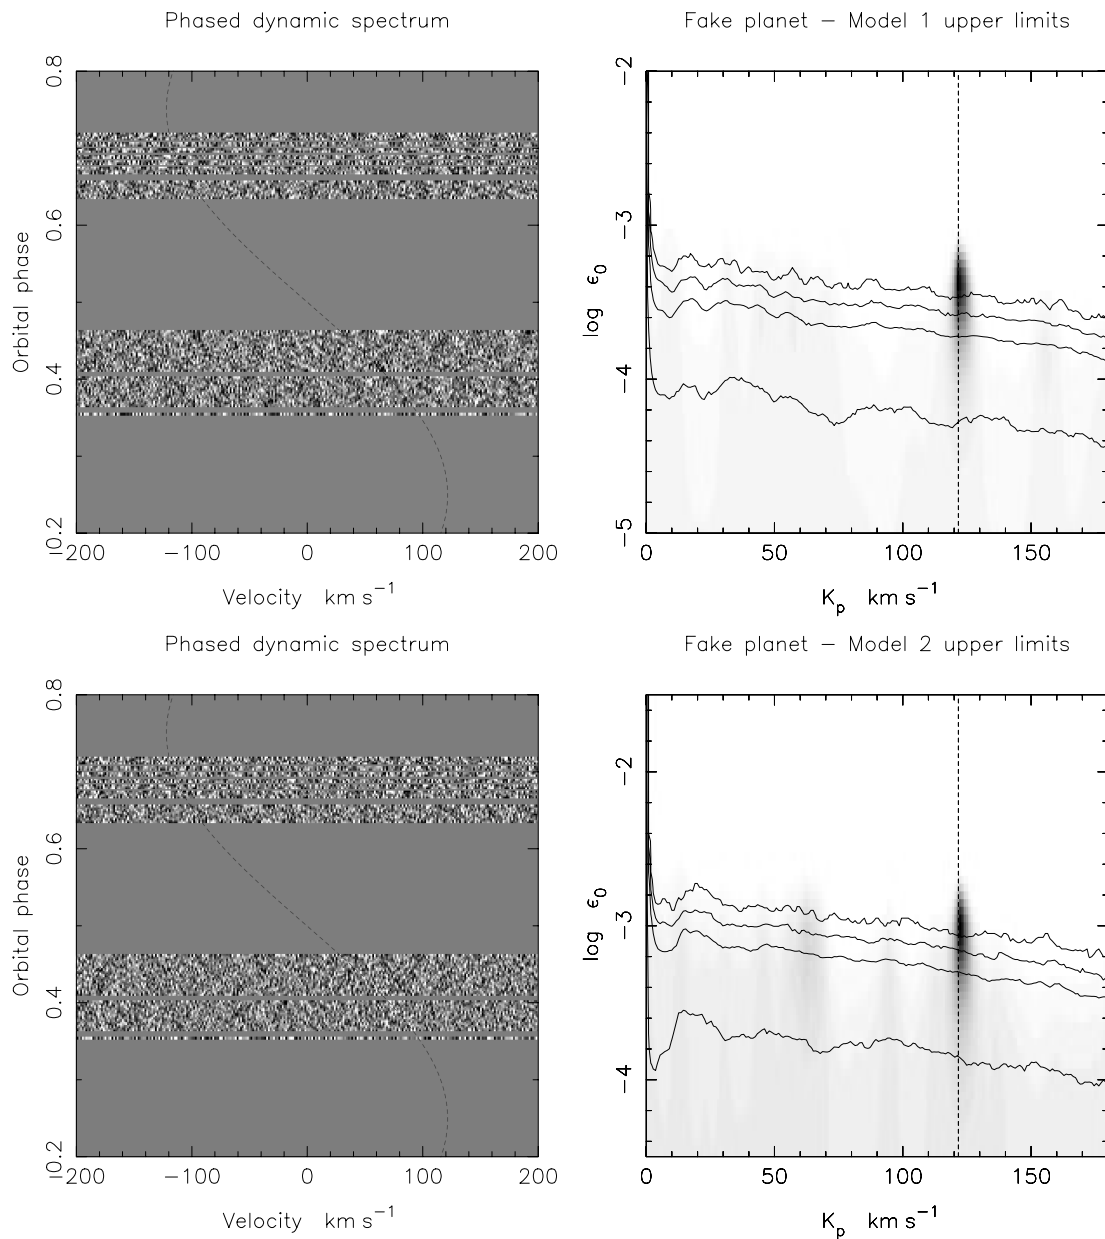 Phased dynamic spectrum
Fake planet − Model 1 upper limits
Orbital phase
0.8
0.6
0.4
0.2
−200 −100 0 100 200
Velocity km s⁻¹
log ϵ₀
−2
−3
−4
−5
0 50 100 150
Kₚ km s⁻¹
Phased dynamic spectrum
Fake planet − Model 2 upper limits
Orbital phase
0.8
0.6
0.4
0.2
−200 −100 0 100 200
Velocity km s⁻¹
log ϵ₀
−2
−3
−4
0 50 100 150
Kₚ km s⁻¹